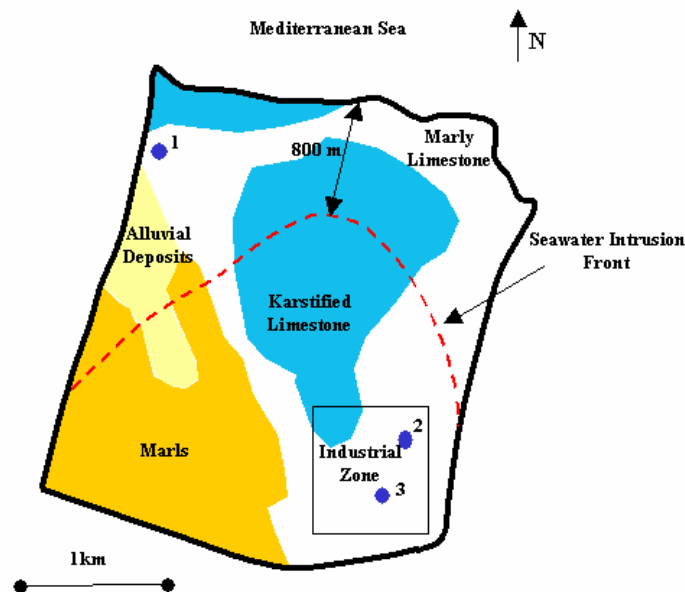 Mediterranean Sea
N
1
800 m
Marly
Limestone
Alluvial
Deposits
Seawater Intrusion
Front
Karstified
Limestone
2
Industrial
Zone
3
Marls
1km